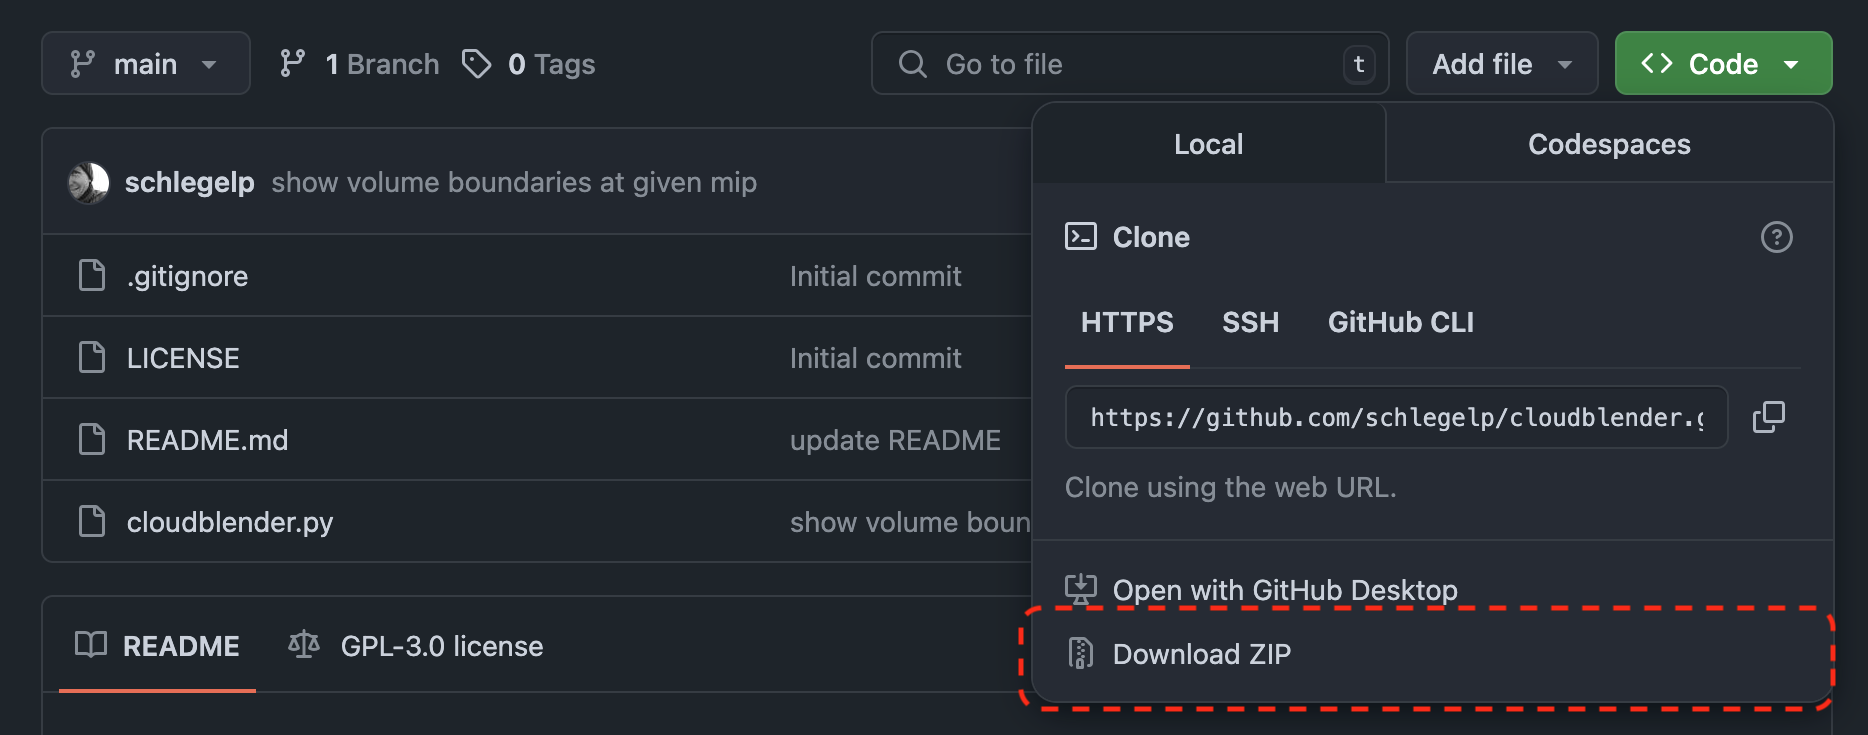 main 1 Branch 0 Tags Go to file t Add file Code
Local Codespaces
schlegelp show volume boundaries at given mip
Clone
.gitignore Initial commit
HTTPS SSH GitHub CLI
LICENSE Initial commit
https://github.com/schlegelp/cloudblender.g
README.md update README
Clone using the web URL.
cloudblender.py show volume boun
Open with GitHub Desktop
README GPL-3.0 license
Download ZIP